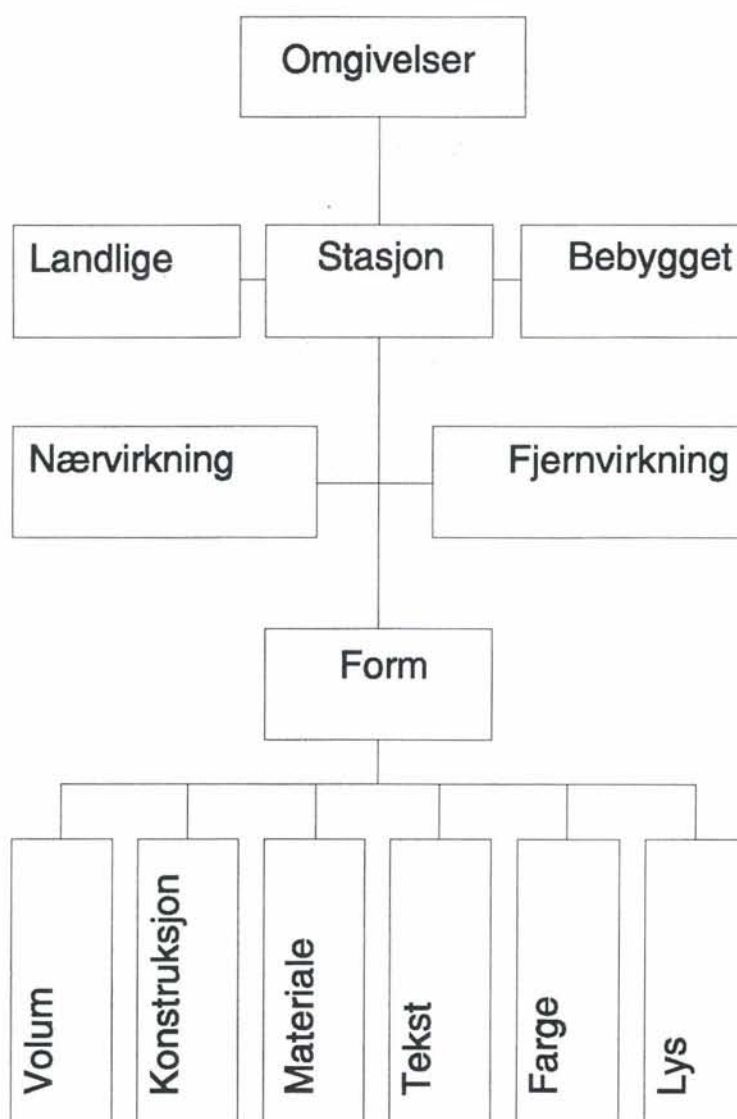 Omgivelser
Landlige
Stasjon
Bebygget
Nærvirkning
Fjernvirkning
Form
Volum
Konstruksjon
Materiale
Tekst
Farge
Lys